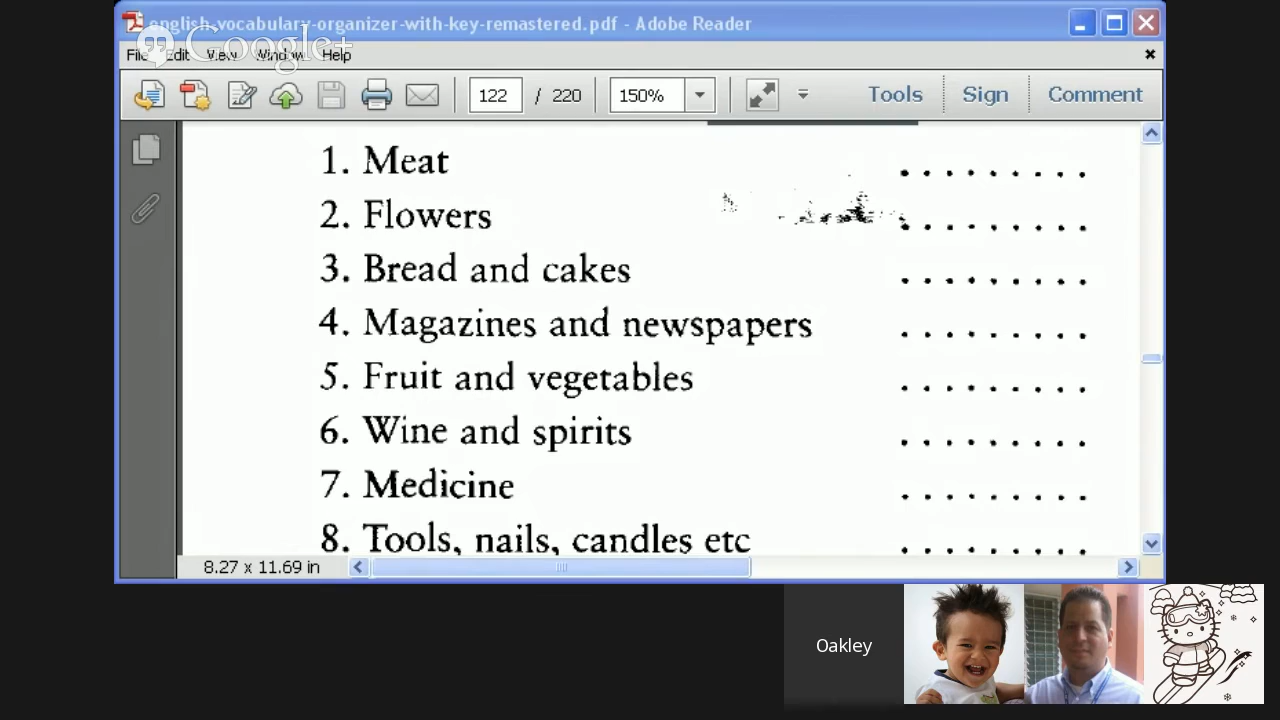 english-vocabulary-organizer-with-key-remastered.pdf - Adobe Reader
Google+
File Edit View Window Help
122 / 220 150% Tools Sign Comment
1. Meat .........
2. Flowers .........
3. Bread and cakes .........
4. Magazines and newspapers .........
5. Fruit and vegetables .........
6. Wine and spirits .........
7. Medicine .........
8. Tools, nails, candles etc .........
8.27 x 11.69 in
Oakley